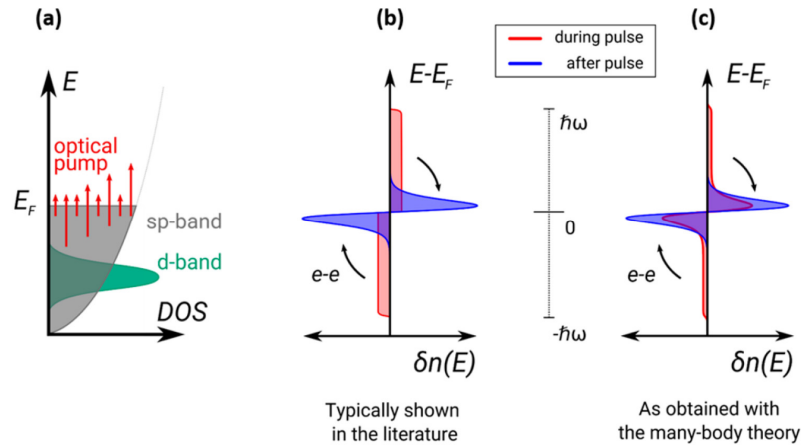 (a)
E
optical
pump
E_F
sp-band
d-band
DOS
(b)
during pulse
after pulse
E-E_F
e-e
δn(E)
Typically shown
in the literature
ħω
0
-ħω
(c)
E-E_F
e-e
δn(E)
As obtained with
the many-body theory